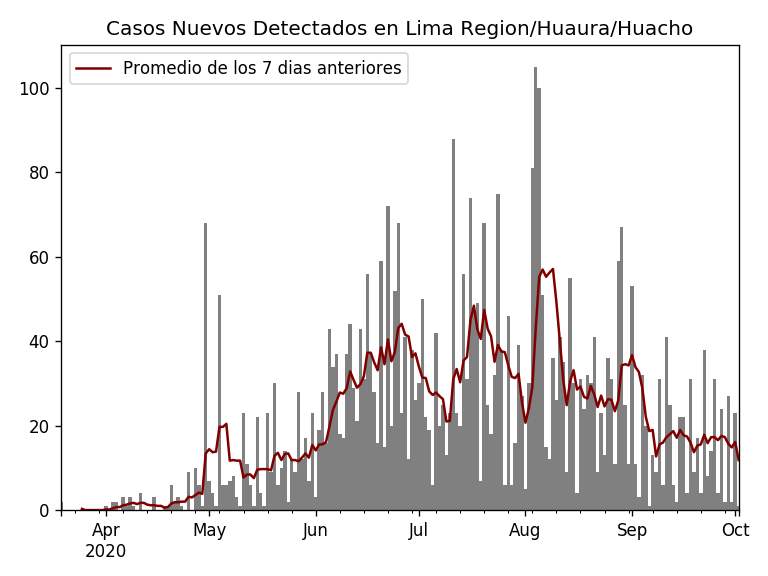 Casos Nuevos Detectados en Lima Region/Huaura/Huacho
Promedio de los 7 dias anteriores
100
80
60
40
20
0
Apr May Jun Jul Aug Sep Oct
2020